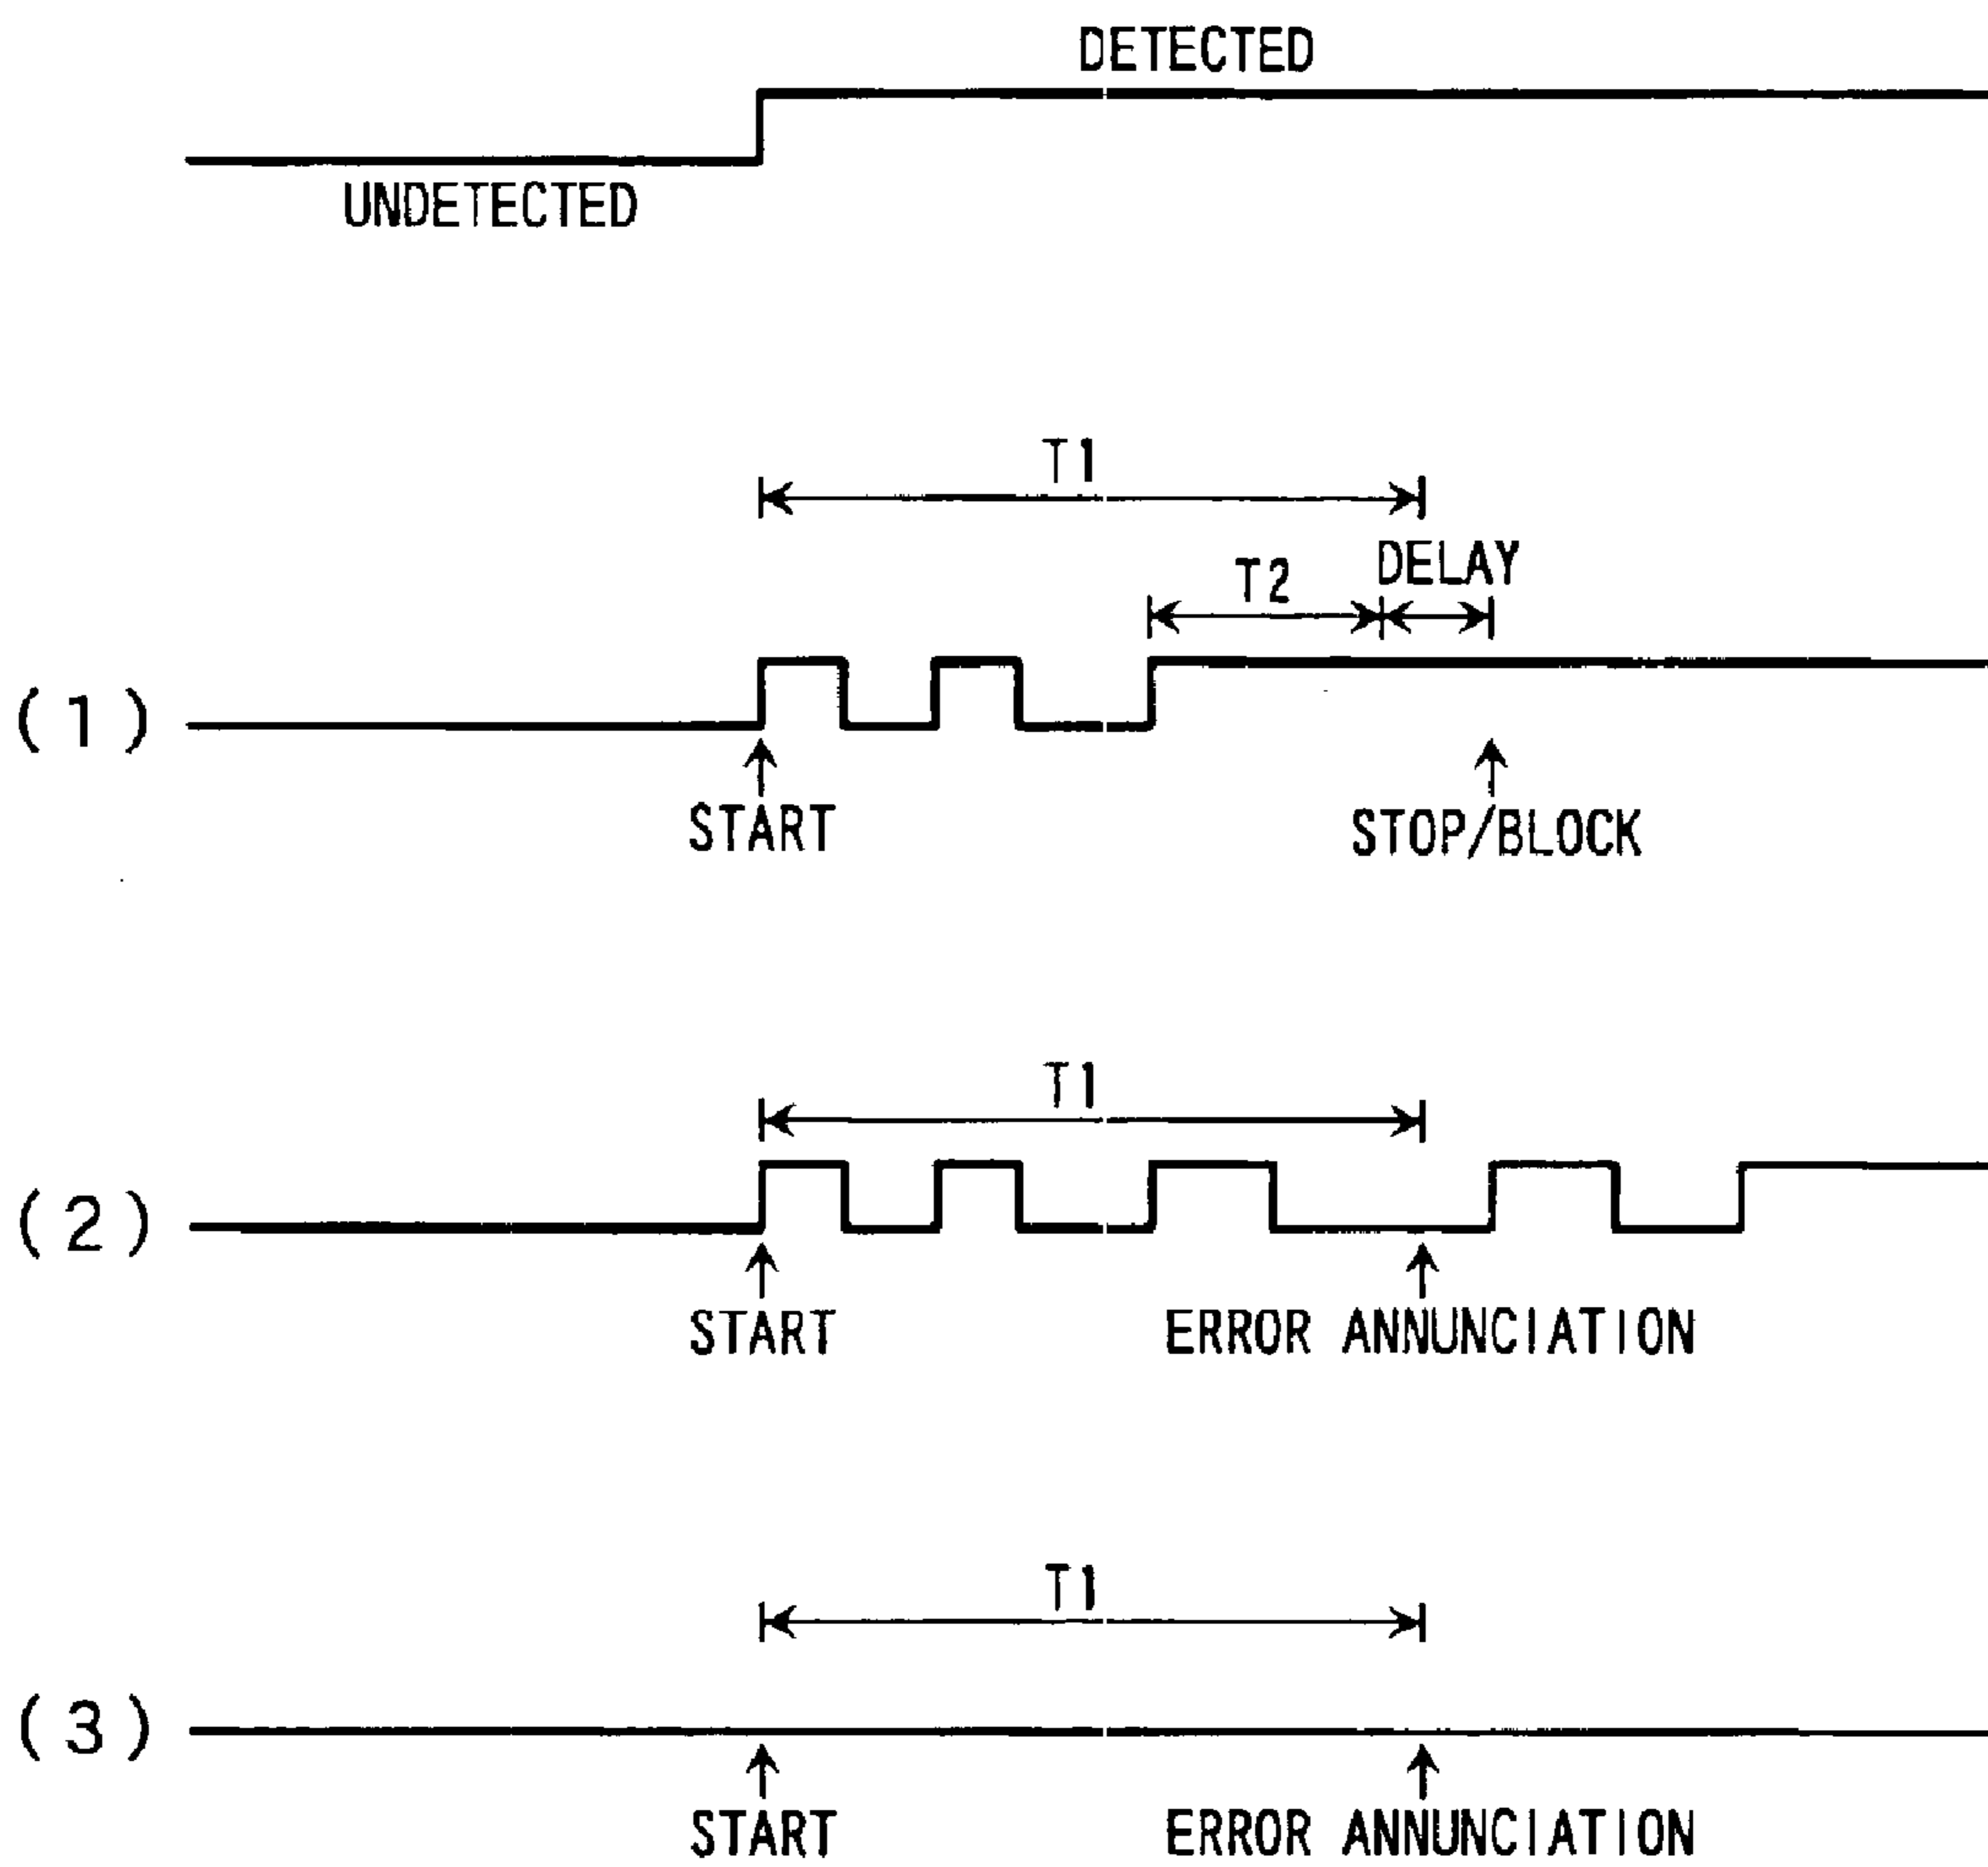 DETECTED
UNDETECTED
T1
T2
DELAY
(1)
START
STOP/BLOCK
T1
(2)
START
ERROR ANNUNCIATION
T1
(3)
START
ERROR ANNUNCIATION